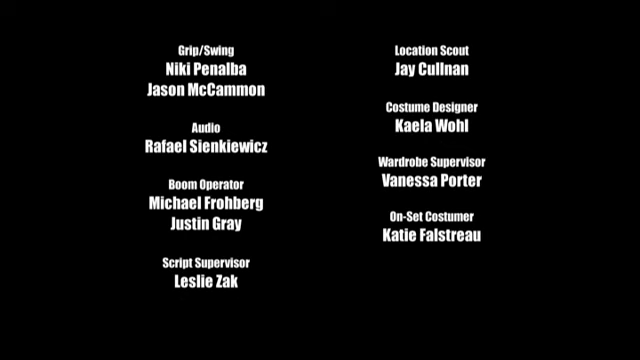 Grip/Swing
Niki Penalba
Jason McCammon
Audio
Rafael Sienkiewicz
Boom Operator
Michael Frohberg
Justin Gray
Script Supervisor
Leslie Zak
Location Scout
Jay Cullnan
Costume Designer
Kaela Wohl
Wardrobe Supervisor
Vanessa Porter
On-Set Costumer
Katie Falstreau